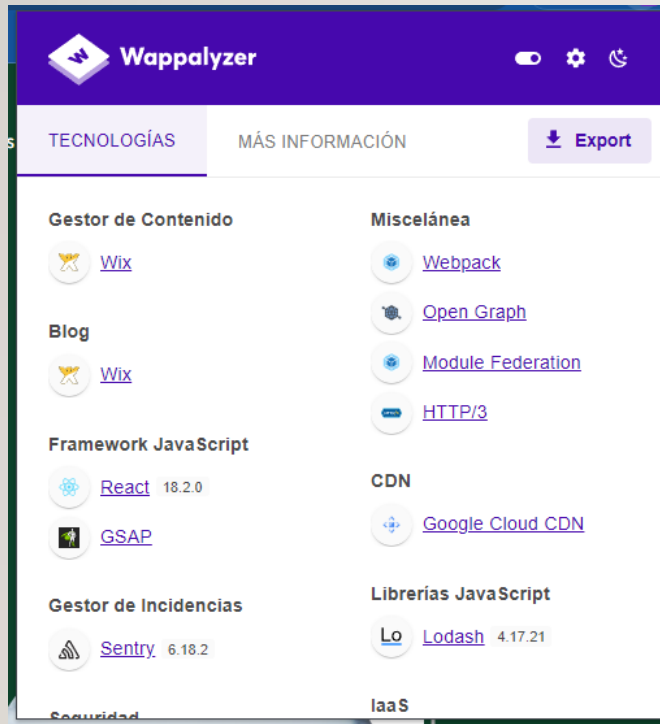 Wappalyzer
TECNOLOGÍAS
MÁS INFORMACIÓN
Export
Gestor de Contenido
Wix
Blog
Wix
Framework JavaScript
React 18.2.0
GSAP
Gestor de Incidencias
Sentry 6.18.2
Seguridad
Miscelánea
Webpack
Open Graph
Module Federation
HTTP/3
CDN
Google Cloud CDN
Librerías JavaScript
Lo
Lodash 4.17.21
IaaS